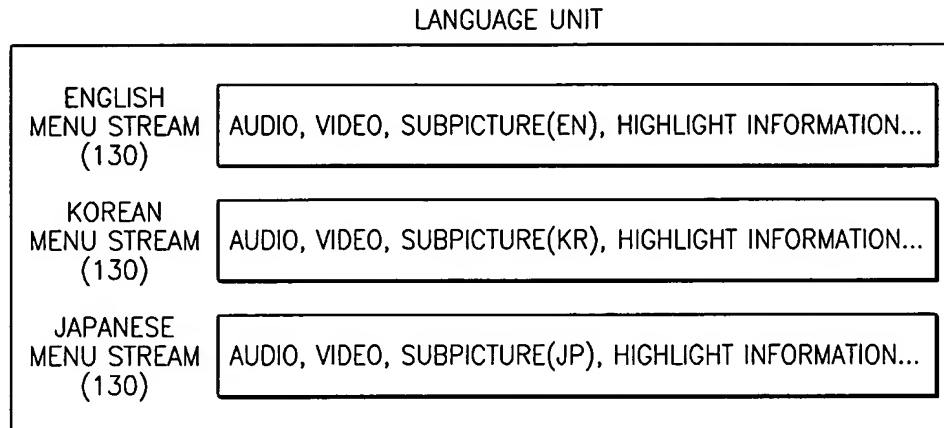 LANGUAGE UNIT
ENGLISH
MENU STREAM
(130)
AUDIO, VIDEO, SUBPICTURE(EN), HIGHLIGHT INFORMATION...
KOREAN
MENU STREAM
(130)
AUDIO, VIDEO, SUBPICTURE(KR), HIGHLIGHT INFORMATION...
JAPANESE
MENU STREAM
(130)
AUDIO, VIDEO, SUBPICTURE(JP), HIGHLIGHT INFORMATION...